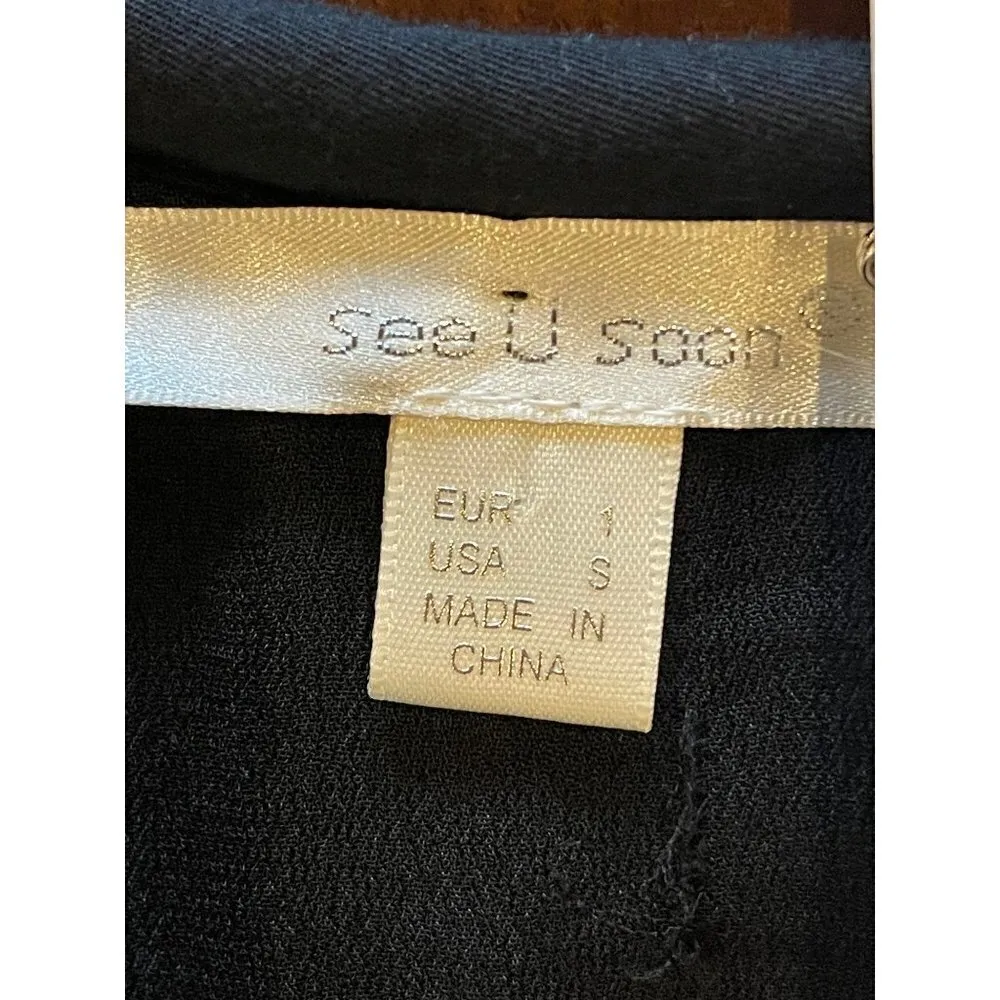 see U soon
EUR 1
USA S
MADE IN
CHINA